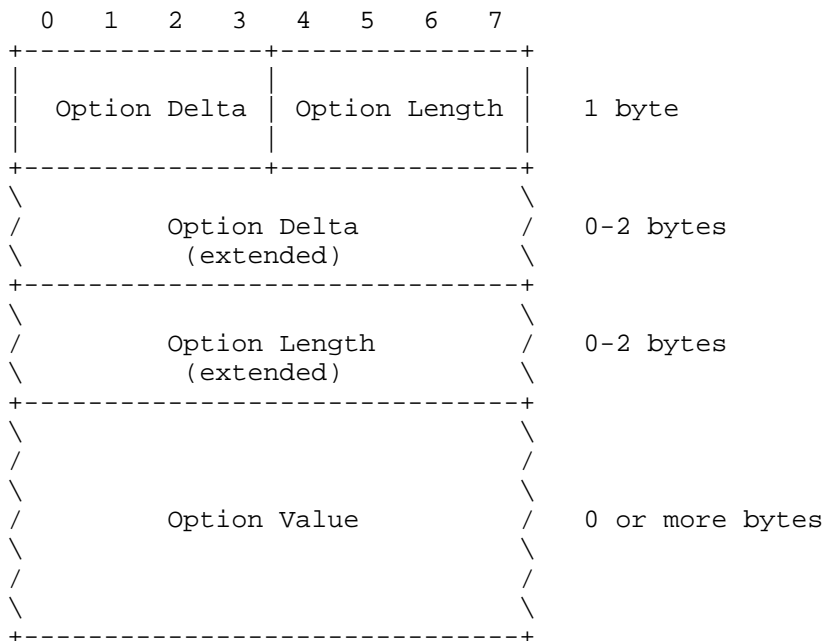 0 1 2 3 4 5 6 7
+---------------+---------------+
| | |
| Option Delta | Option Length | 1 byte
| | |
+---------------+---------------+
\ \
/ Option Delta / 0-2 bytes
\ (extended) \
+-------------------------------+
\ \
/ Option Length / 0-2 bytes
\ (extended) \
+-------------------------------+
\ \
/ /
\ \
/ Option Value / 0 or more bytes
\ \
/ /
\ \
+-------------------------------+